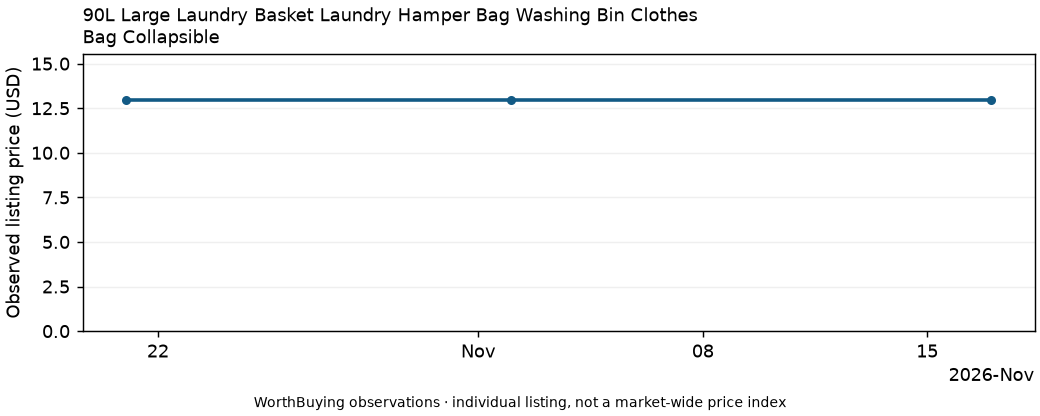 90L Large Laundry Basket Laundry Hamper Bag Washing Bin Clothes
Bag Collapsible
Observed listing price (USD)
15.0
12.5
10.0
7.5
5.0
2.5
0.0
22
Nov
08
15
2026-Nov
WorthBuying observations · individual listing, not a market-wide price index